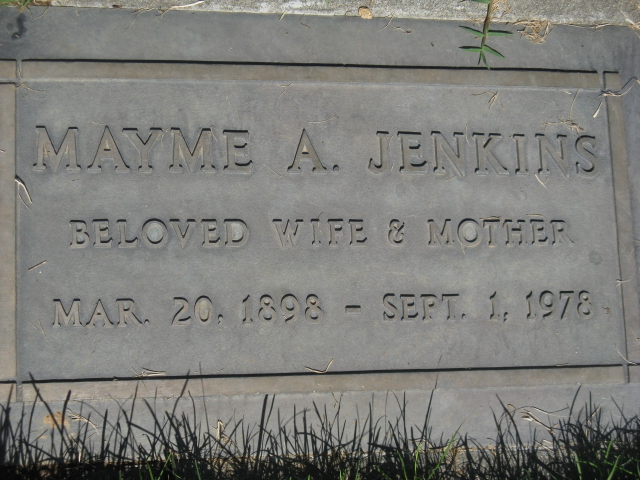 MAYME A. JENKINS
BELOVED WIFE & MOTHER
MAR. 20, 1898 - SEPT. 1, 1978